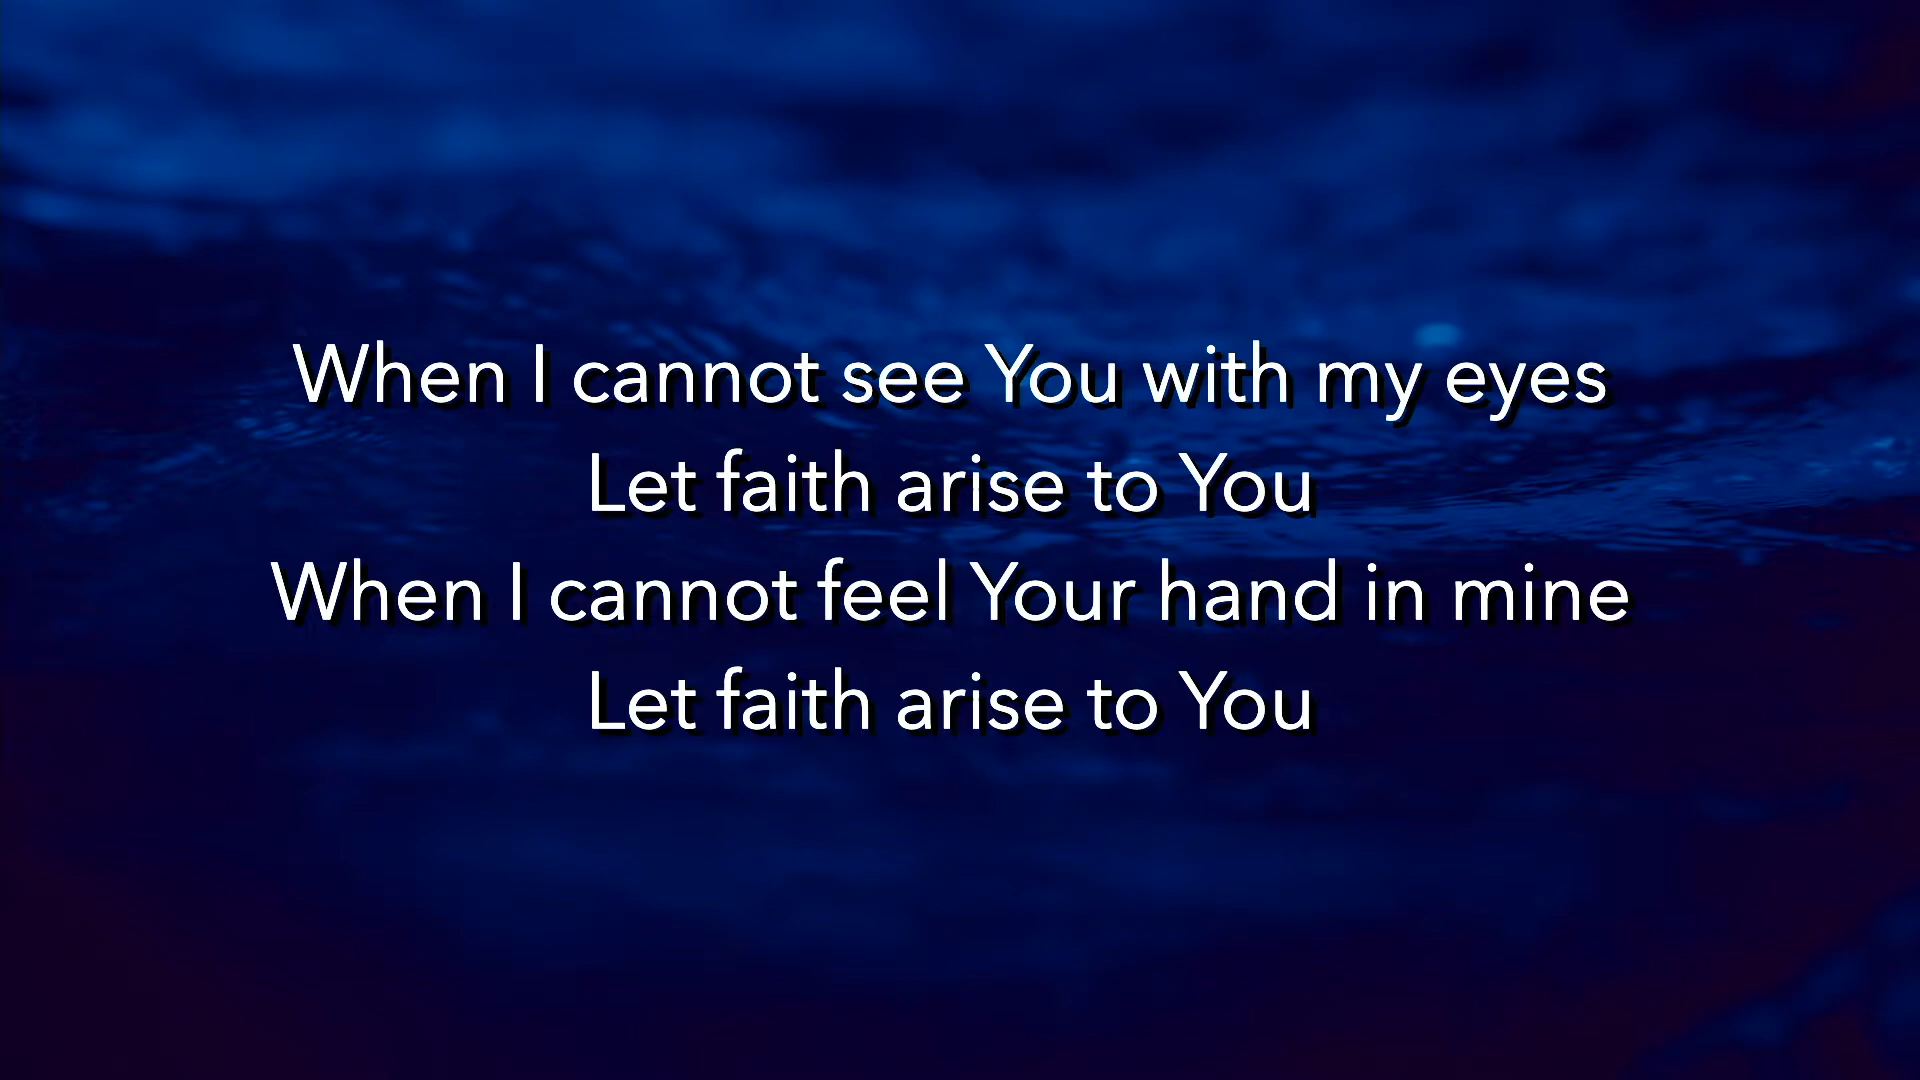 When I cannot see You with my eyes
Let faith arise to You
When I cannot feel Your hand in mine
Let faith arise to You